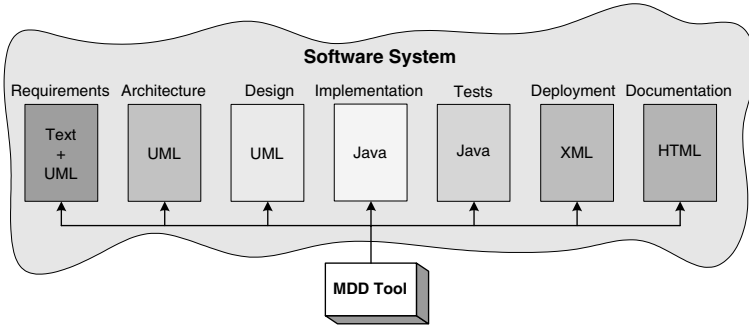 Software System
Requirements Architecture Design Implementation Tests Deployment Documentation
Text
+
UML
UML
UML
Java
Java
XML
HTML
MDD Tool